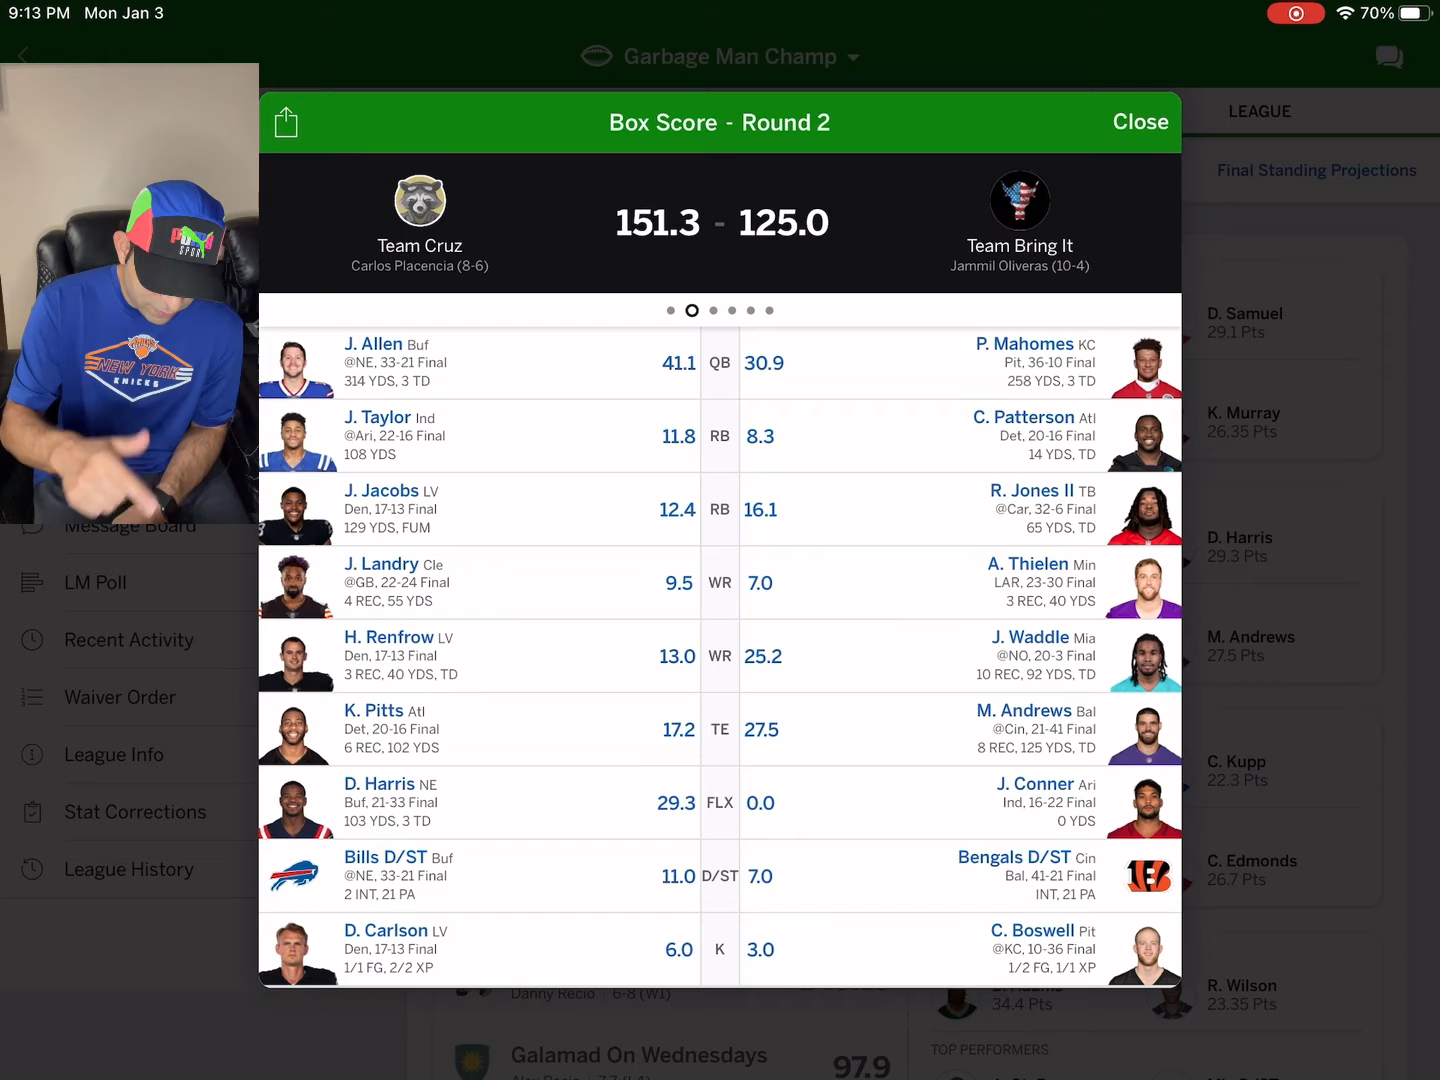 9:13 PM Mon Jan 3
70%
Garbage Man Champ
Box Score - Round 2
Close
LEAGUE
Final Standing Projections
151.3 - 125.0
Team Cruz
Carlos Placencia (8-6)
Team Bring It
Jammil Oliveras (10-4)
J. Allen Buf
@NE, 33-21 Final
314 YDS, 3 TD
41.1 QB 30.9
P. Mahomes KC
Pit, 36-10 Final
258 YDS, 3 TD
J. Taylor Ind
@Ari, 22-16 Final
108 YDS
11.8 RB 8.3
C. Patterson Atl
Det, 20-16 Final
14 YDS, TD
J. Jacobs LV
Den, 17-13 Final
129 YDS, FUM
12.4 RB 16.1
R. Jones II TB
@Car, 32-6 Final
65 YDS, TD
J. Landry Cle
@GB, 22-24 Final
4 REC, 55 YDS
9.5 WR 7.0
A. Thielen Min
LAR, 23-30 Final
3 REC, 40 YDS
H. Renfrow LV
Den, 17-13 Final
3 REC, 40 YDS, TD
13.0 WR 25.2
J. Waddle Mia
@NO, 20-3 Final
10 REC, 92 YDS, TD
K. Pitts Atl
Det, 20-16 Final
6 REC, 102 YDS
17.2 TE 27.5
M. Andrews Bal
@Cin, 21-41 Final
8 REC, 125 YDS, TD
D. Harris NE
Buf, 21-33 Final
103 YDS, 3 TD
29.3 FLX 0.0
J. Conner Ari
Ind, 16-22 Final
0 YDS
Bills D/ST Buf
@NE, 33-21 Final
2 INT, 21 PA
11.0 D/ST 7.0
Bengals D/ST Cin
Bal, 41-21 Final
INT, 21 PA
D. Carlson LV
Den, 17-13 Final
1/1 FG, 2/2 XP
6.0 K 3.0
C. Boswell Pit
@KC, 10-36 Final
1/2 FG, 1/1 XP
PUMA
SPORT
NEW YORK
KNICKS
Message Board
LM Poll
Recent Activity
Waiver Order
League Info
Stat Corrections
League History
D. Samuel
29.1 Pts
K. Murray
26.35 Pts
D. Harris
29.3 Pts
M. Andrews
27.5 Pts
C. Kupp
22.3 Pts
C. Edmonds
26.7 Pts
Danny Recio 6-8 (W1)
34.4 Pts
R. Wilson
23.35 Pts
Galamad On Wednesdays
97.9
TOP PERFORMERS